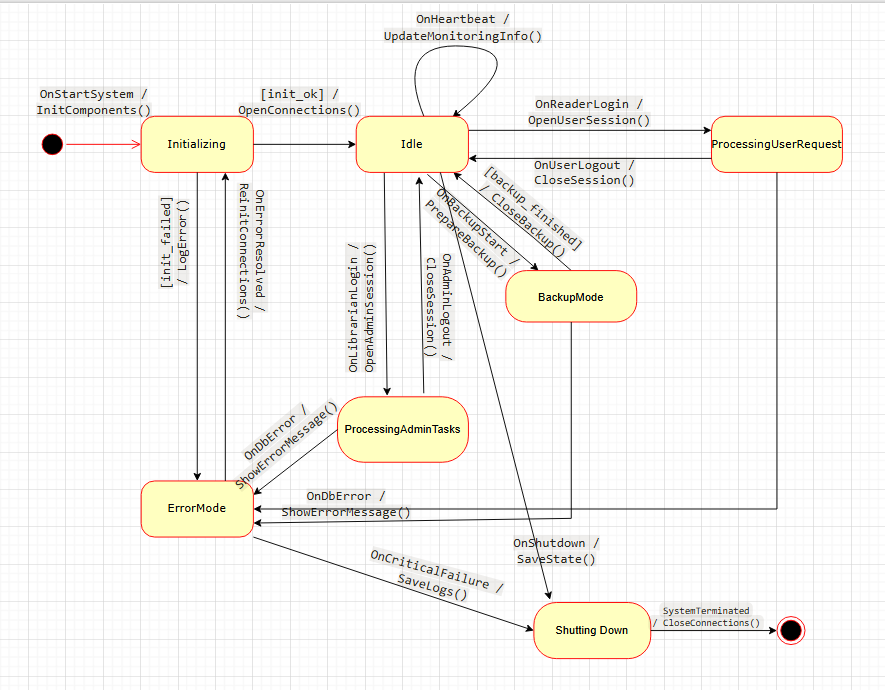 OnHeartbeat /
UpdateMonitoringInfo()
OnStartSystem /
InitComponents()
[init_ok] /
OpenConnections()
OnReaderLogin /
OpenUserSession()
Initializing
Idle
ProcessingUserRequest
OnUserLogout /
CloseSession()
[backup_finished]
/ CloseBackup()
OnBackupStart /
PrepareBackup()
[init_failed]
/ LogError()
OnErrorResolved /
ReinitConnections()
OnLibrarianLogin /
OpenAdminSession()
OnAdminLogout /
CloseSession()
BackupMode
ProcessingAdminTasks
OnDbError /
ShowErrorMessage()
ErrorMode
OnDbError /
ShowErrorMessage()
OnShutdown /
SaveState()
OnCriticalFailure /
SaveLogs()
Shutting Down
SystemTerminated
/ CloseConnections()